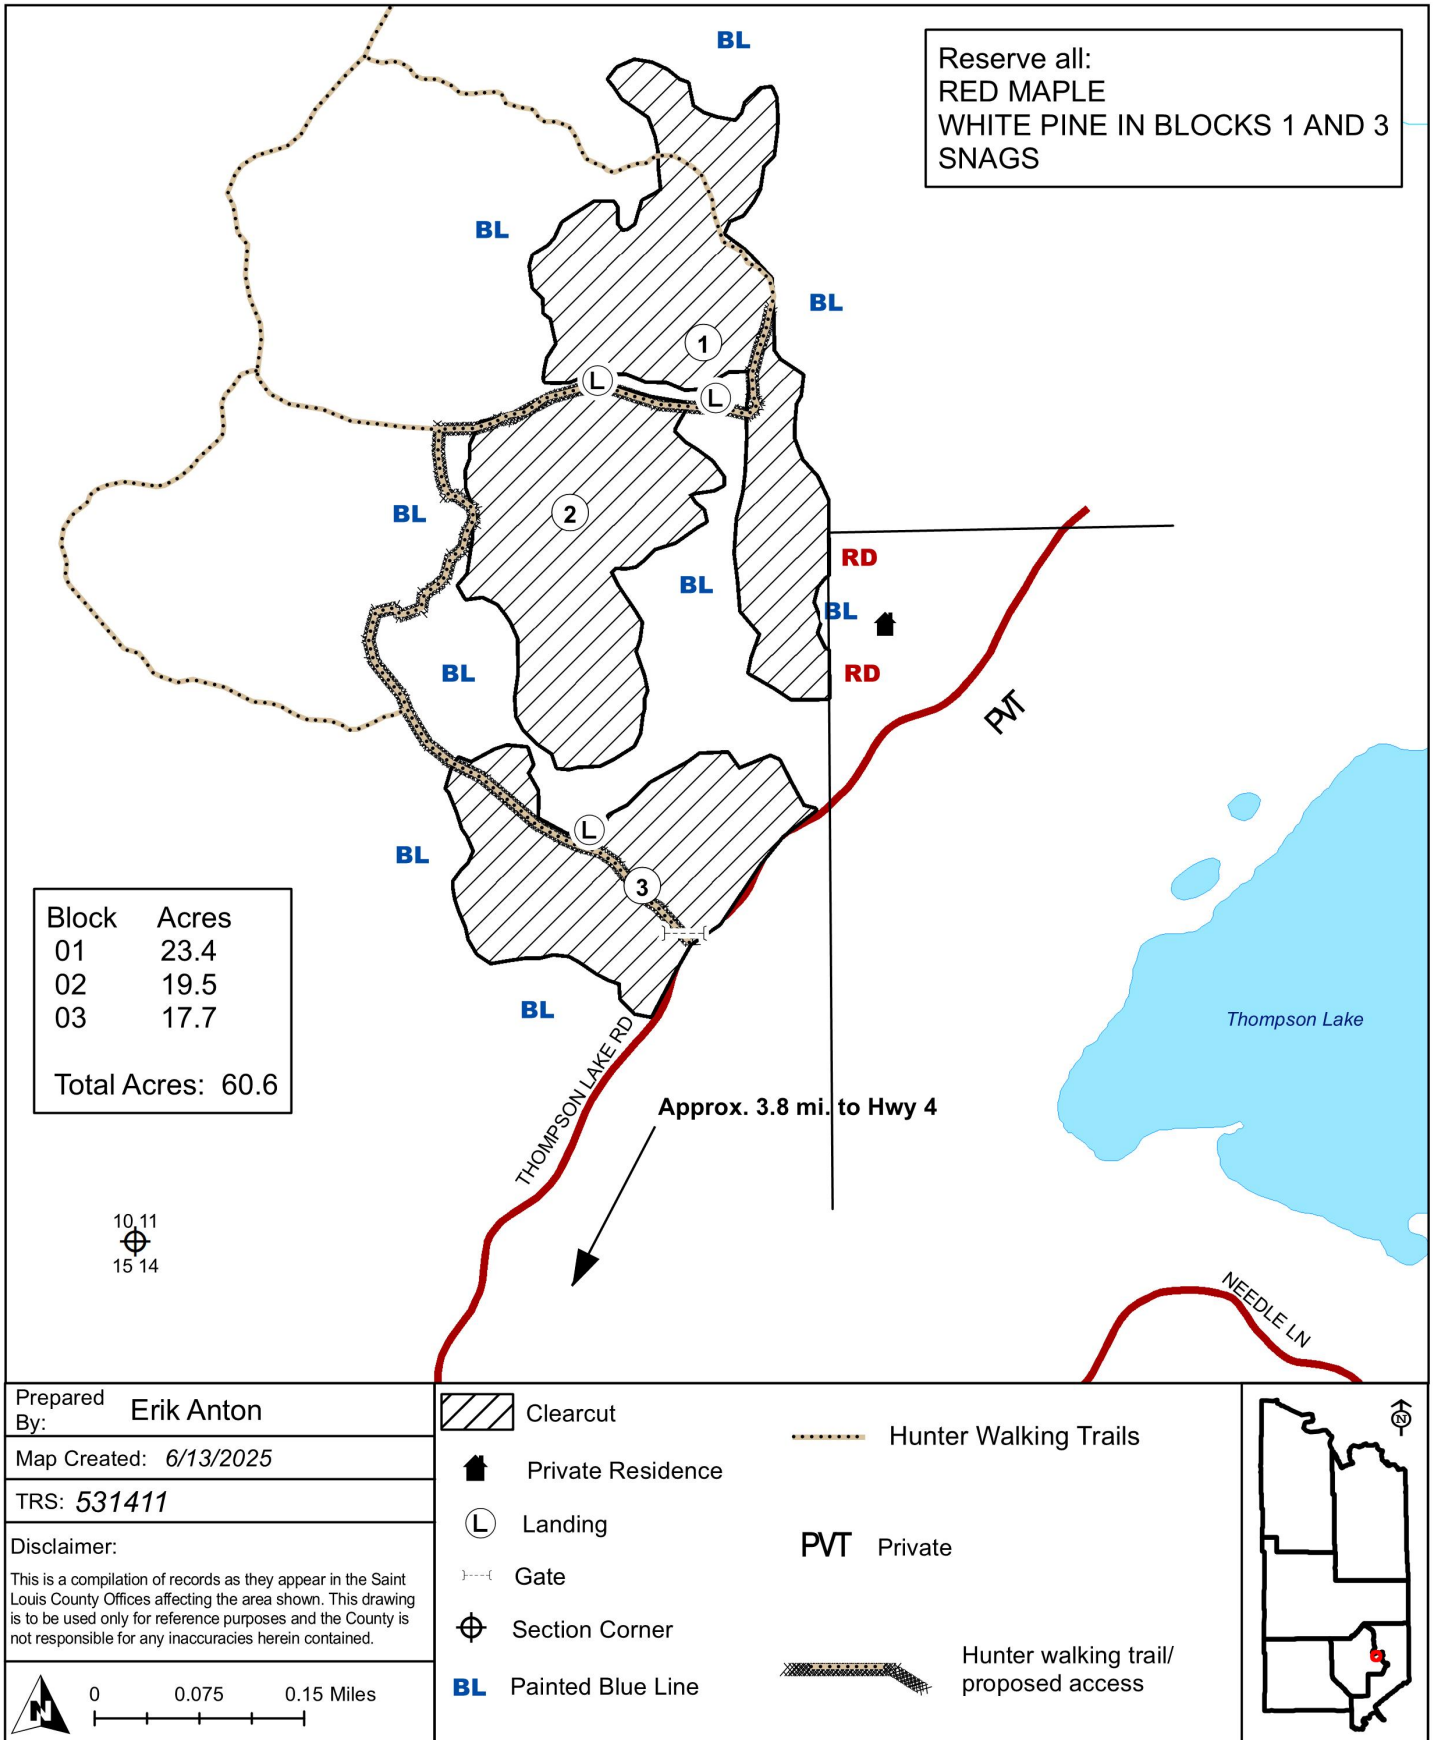 BL
Reserve all:
RED MAPLE
WHITE PINE IN BLOCKS 1 AND 3
SNAGS
BL
BL
1
L
L
2
BL
RD
BL
BL
RD
BL
PVT
L
BL
3
Block Acres
01 23.4
02 19.5
03 17.7
Total Acres: 60.6
BL
Thompson Lake
THOMPSON LAKE RD
Approx. 3.8 mi. to Hwy 4
10 11
15 14
NEEDLE LN
Prepared
By: Erik Anton
Map Created: 6/13/2025
TRS: 531411
Disclaimer:
This is a compilation of records as they appear in the Saint
Louis County Offices affecting the area shown. This drawing
is to be used only for reference purposes and the County is
not responsible for any inaccuracies herein contained.
N
0 0.075 0.15 Miles
Clearcut
Private Residence
L Landing
Gate
Section Corner
BL Painted Blue Line
Hunter Walking Trails
PVT Private
Hunter walking trail/
proposed access
N